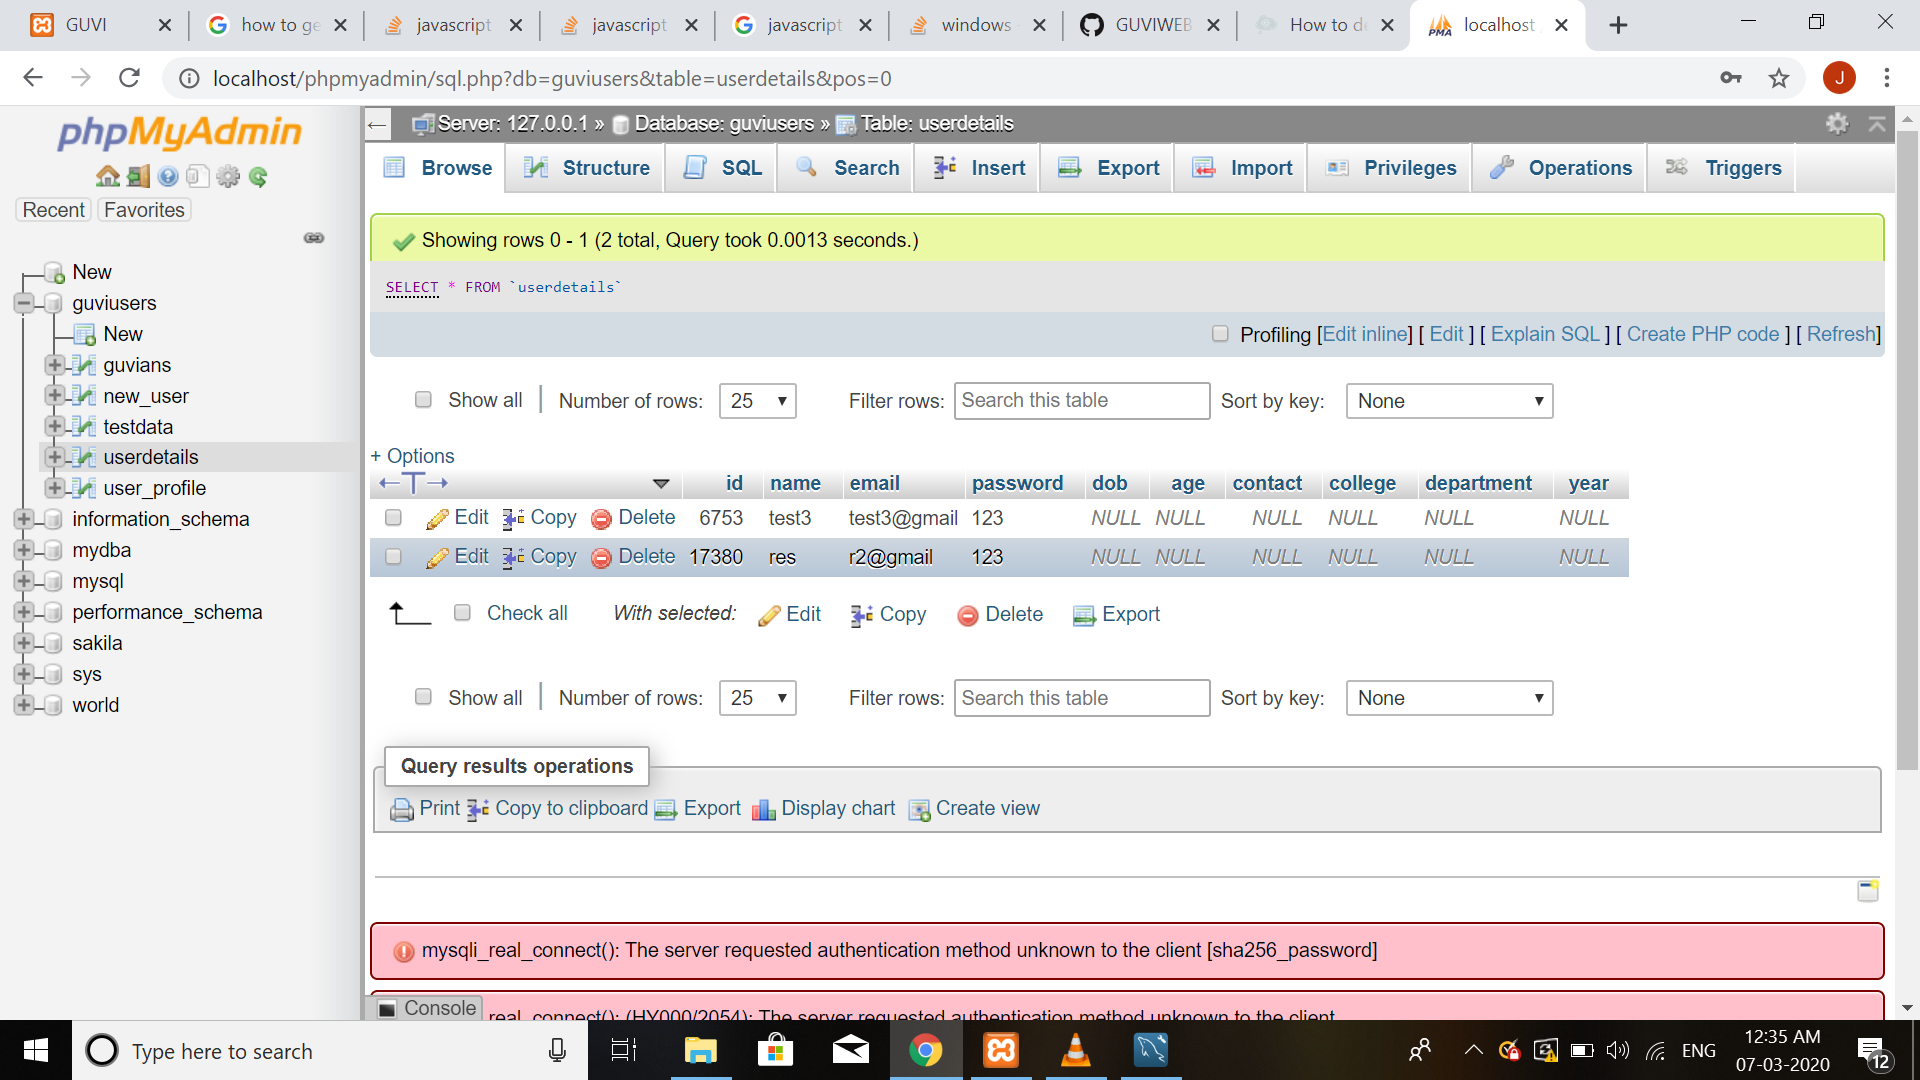 GUVI
how to ge
javascript
javascript
javascript
windows
GUVIWEB
How to de
localhost
localhost/phpmyadmin/sql.php?db=guviusers&table=userdetails&pos=0
J
phpMyAdmin
Recent
Favorites
New
guviusers
New
guvians
new_user
testdata
userdetails
user_profile
information_schema
mydba
mysql
performance_schema
sakila
sys
world
Server: 127.0.0.1 » Database: guviusers » Table: userdetails
Browse Structure SQL Search Insert Export Import Privileges Operations Triggers
Showing rows 0 - 1 (2 total, Query took 0.0013 seconds.)
SELECT * FROM `userdetails`
Profiling [Edit inline] [ Edit ] [ Explain SQL ] [ Create PHP code ] [ Refresh]
Show all Number of rows: 25 Filter rows: Search this table Sort by key: None
+ Options
id name email password dob age contact college department year
Edit Copy Delete 6753 test3 test3@gmail 123 NULL NULL NULL NULL NULL NULL
Edit Copy Delete 17380 res r2@gmail 123 NULL NULL NULL NULL NULL NULL
Check all With selected: Edit Copy Delete Export
Show all Number of rows: 25 Filter rows: Search this table Sort by key: None
Query results operations
Print Copy to clipboard Export Display chart Create view
mysqli_real_connect(): The server requested authentication method unknown to the client [sha256_password]
Console
real_connect(): (HY000/2054): The server requested authentication method unknown to the client
Type here to search
ENG
12:35 AM
07-03-2020
12